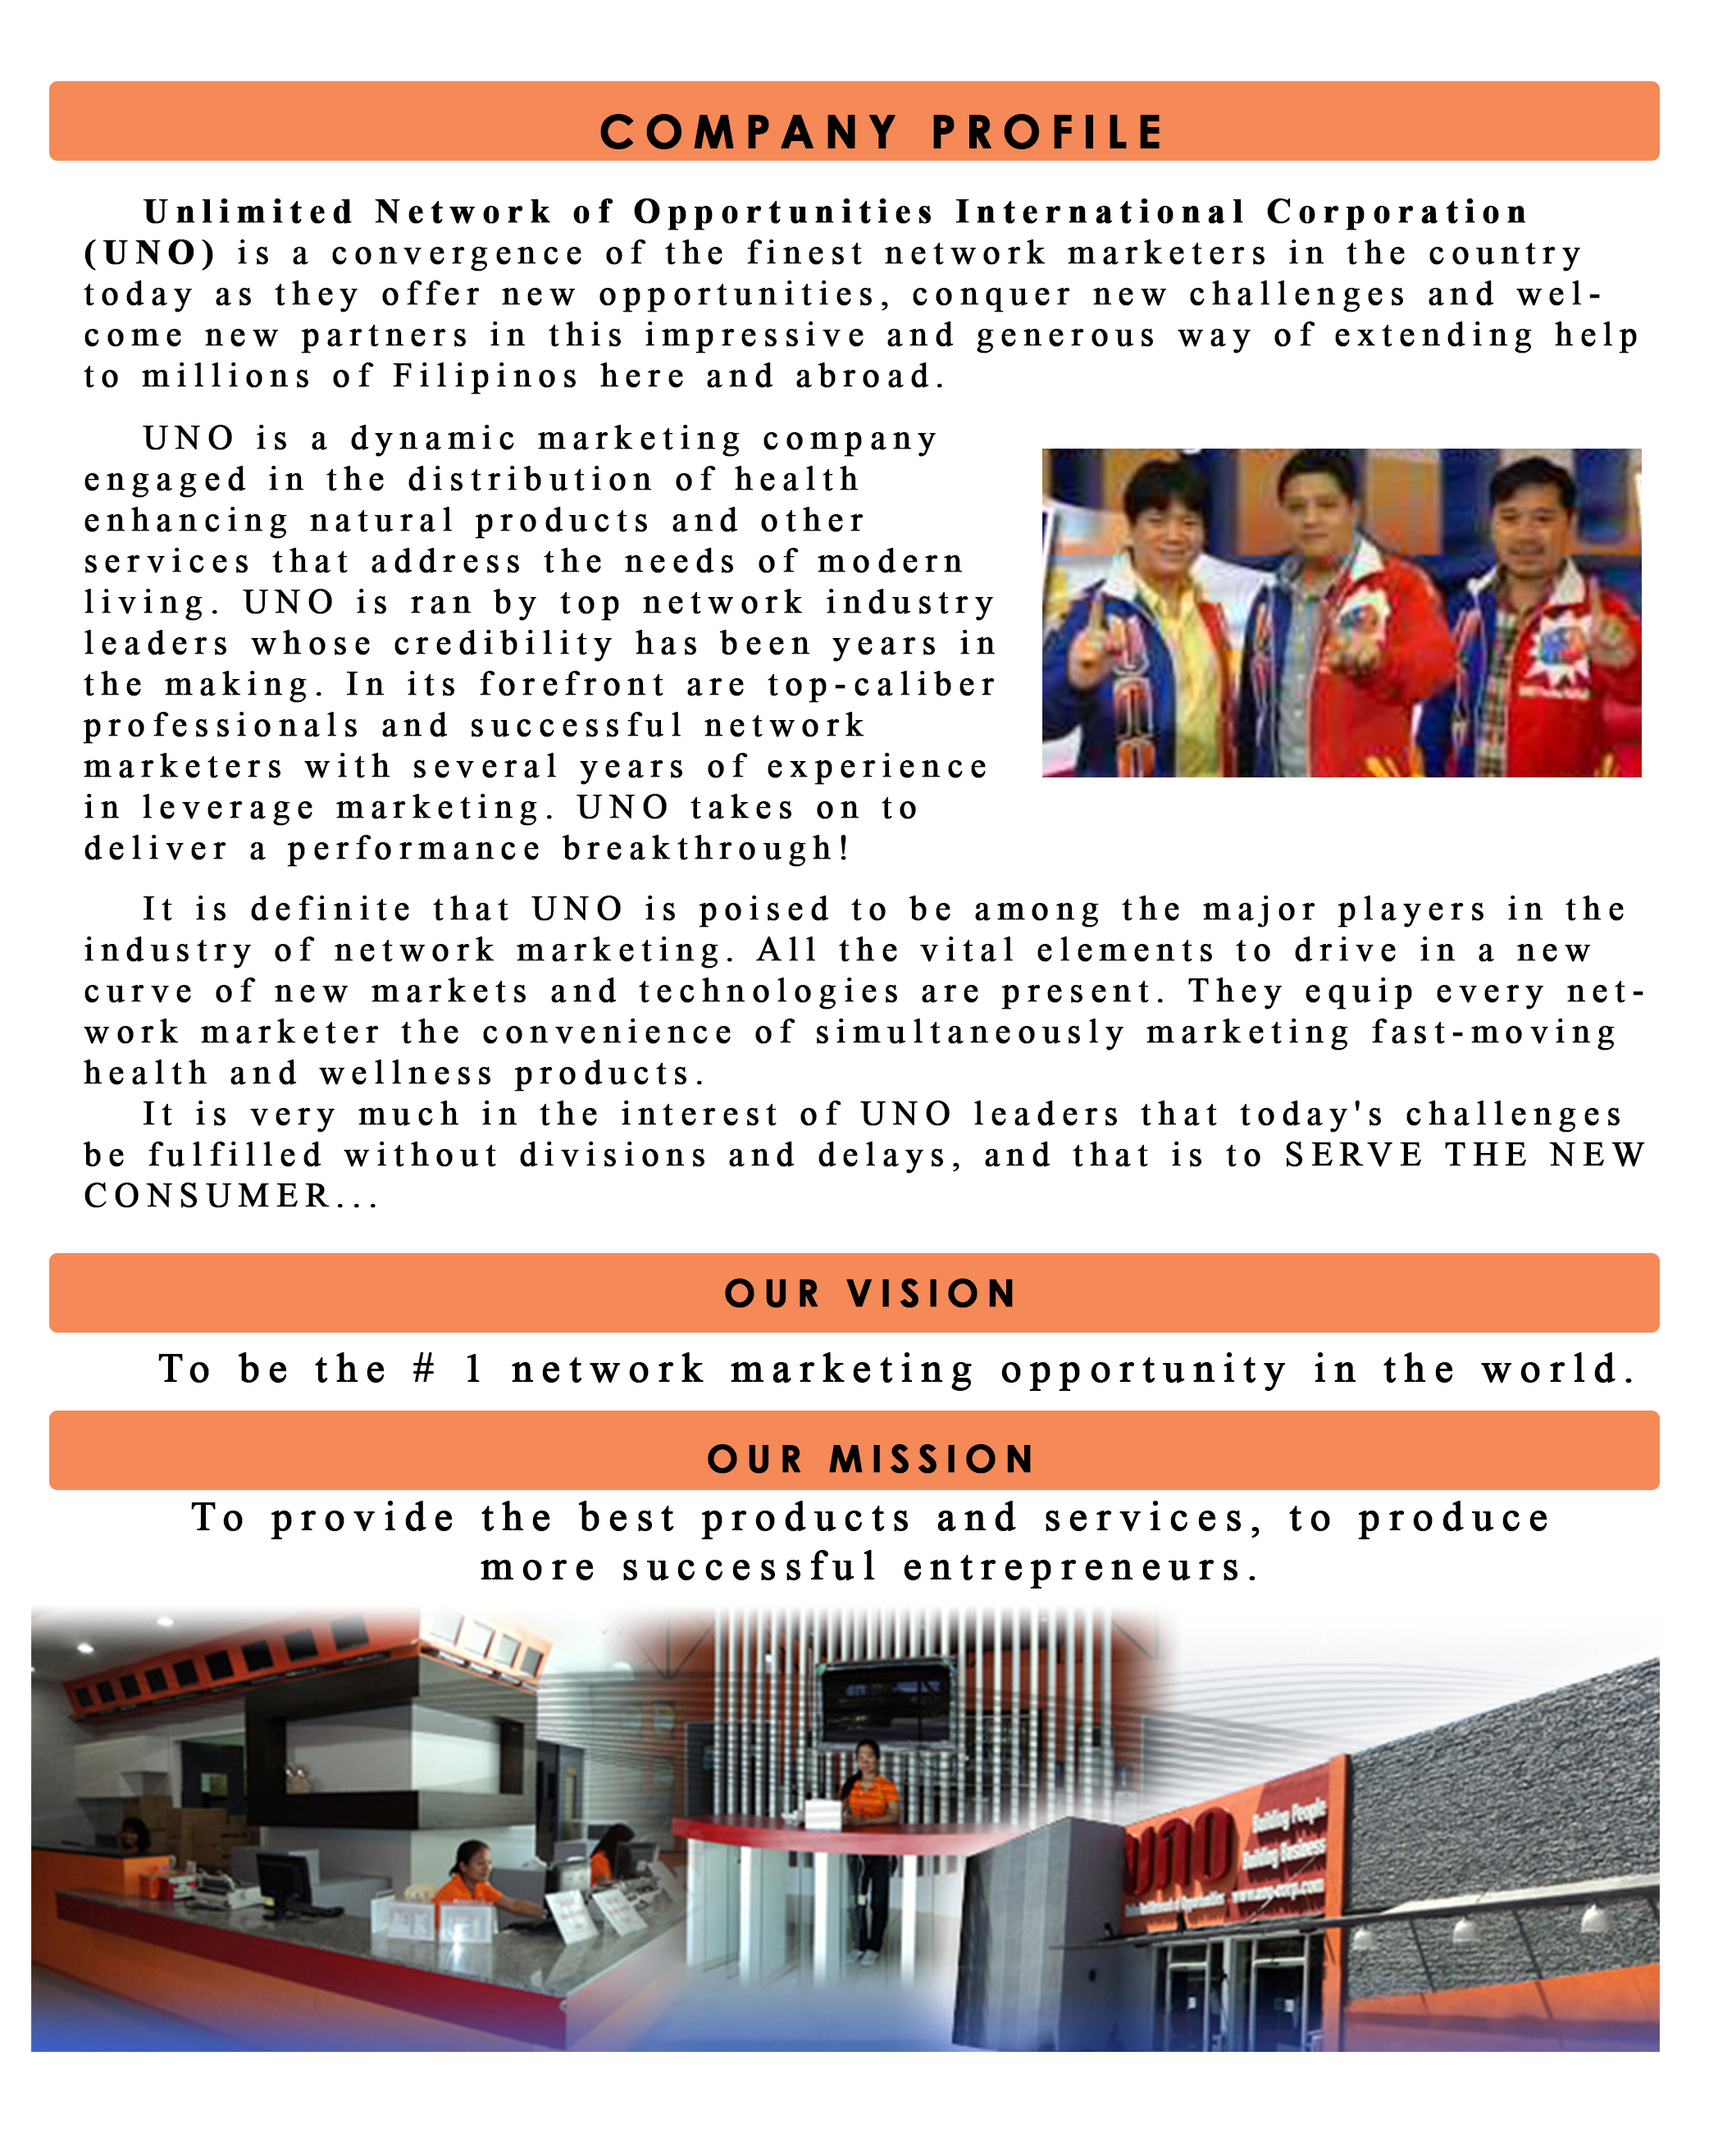 COMPANY PROFILE
Unlimited Network of Opportunities International Corporation
(UNO) is a convergence of the finest network marketers in the country
today as they offer new opportunities, conquer new challenges and wel-
come new partners in this impressive and generous way of extending help
to millions of Filipinos here and abroad.
UNO is a dynamic marketing company
engaged in the distribution of health
enhancing natural products and other
services that address the needs of modern
living. UNO is ran by top network industry
leaders whose credibility has been years in
the making. In its forefront are top-caliber
professionals and successful network
marketers with several years of experience
in leverage marketing. UNO takes on to
deliver a performance breakthrough!
It is definite that UNO is poised to be among the major players in the
industry of network marketing. All the vital elements to drive in a new
curve of new markets and technologies are present. They equip every net-
work marketer the convenience of simultaneously marketing fast-moving
health and wellness products.
It is very much in the interest of UNO leaders that today's challenges
be fulfilled without divisions and delays, and that is to SERVE THE NEW
CONSUMER...
OUR VISION
To be the # 1 network marketing opportunity in the world.
OUR MISSION
To provide the best products and services, to produce
more successful entrepreneurs.
uno
Building People
Building Business